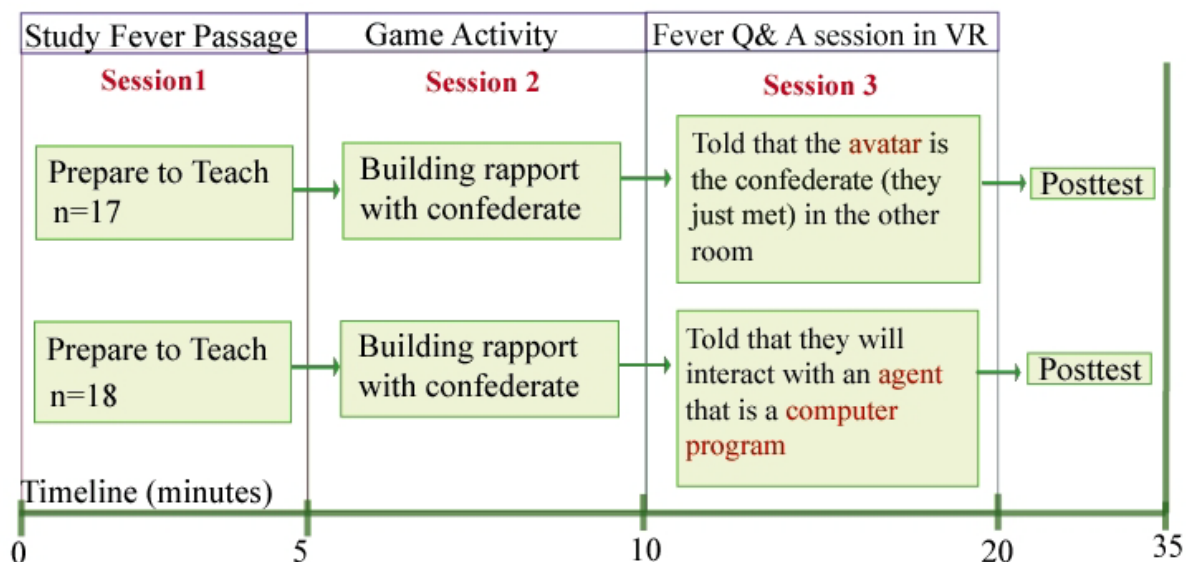 Study Fever Passage
Game Activity
Fever Q& A session in VR
Session1
Session 2
Session 3
Prepare to Teach
n=17
Building rapport
with confederate
Told that the avatar is
the confederate (they
just met) in the other
room
Posttest
Prepare to Teach
n=18
Building rapport
with confederate
Told that they will
interact with an agent
that is a computer
program
Posttest
Timeline (minutes)
0
5
10
20
35